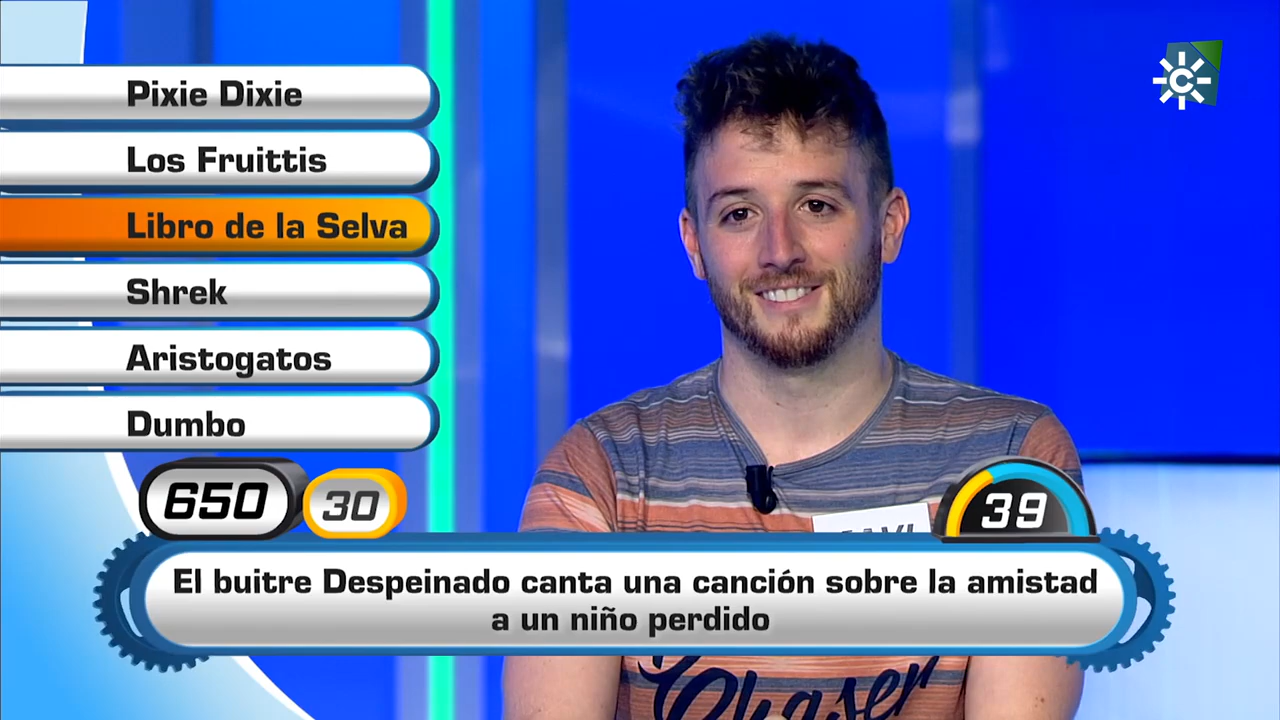 Pixie Dixie
Los Fruittis
Libro de la Selva
Shrek
Aristogatos
Dumbo
650
30
39
El buitre Despeinado canta una canción sobre la amistad
a un niño perdido
Chaser
C